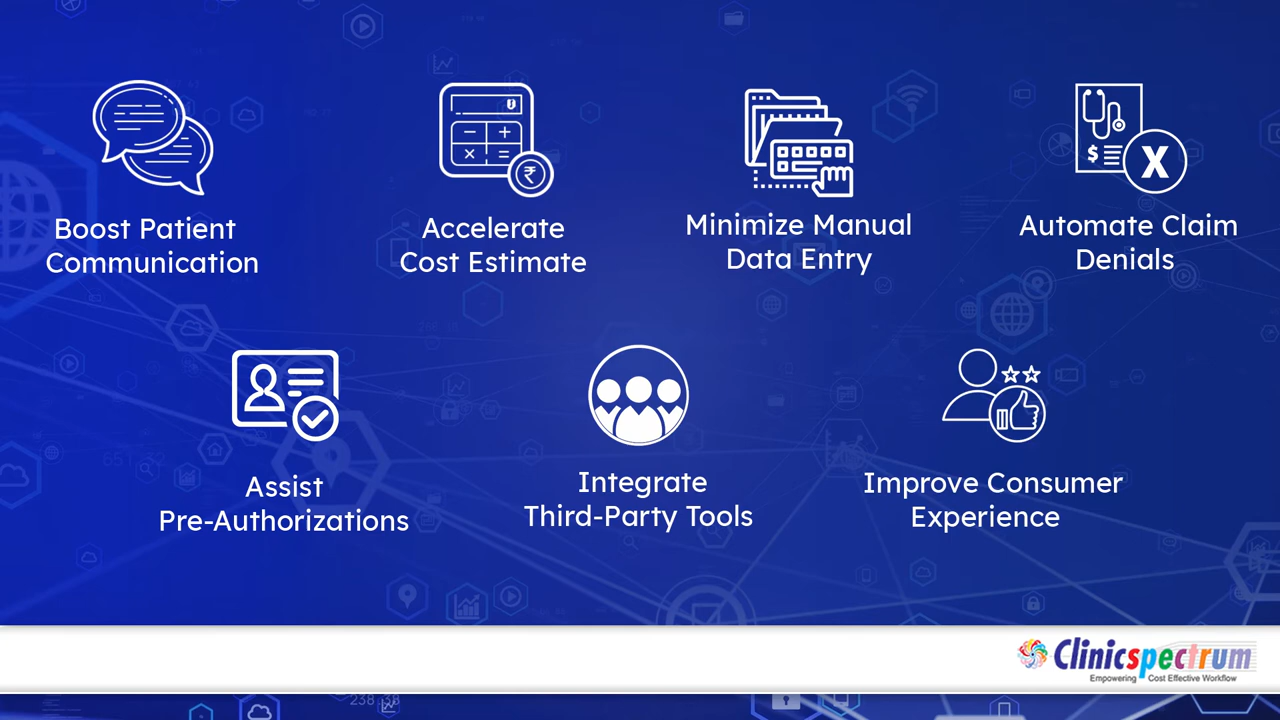 Boost Patient
Communication
Accelerate
Cost Estimate
Minimize Manual
Data Entry
$
X
Automate Claim
Denials
Assist
Pre-Authorizations
Integrate
Third-Party Tools
Improve Consumer
Experience
Clinicspectrum
Empowering Cost Effective Workflow